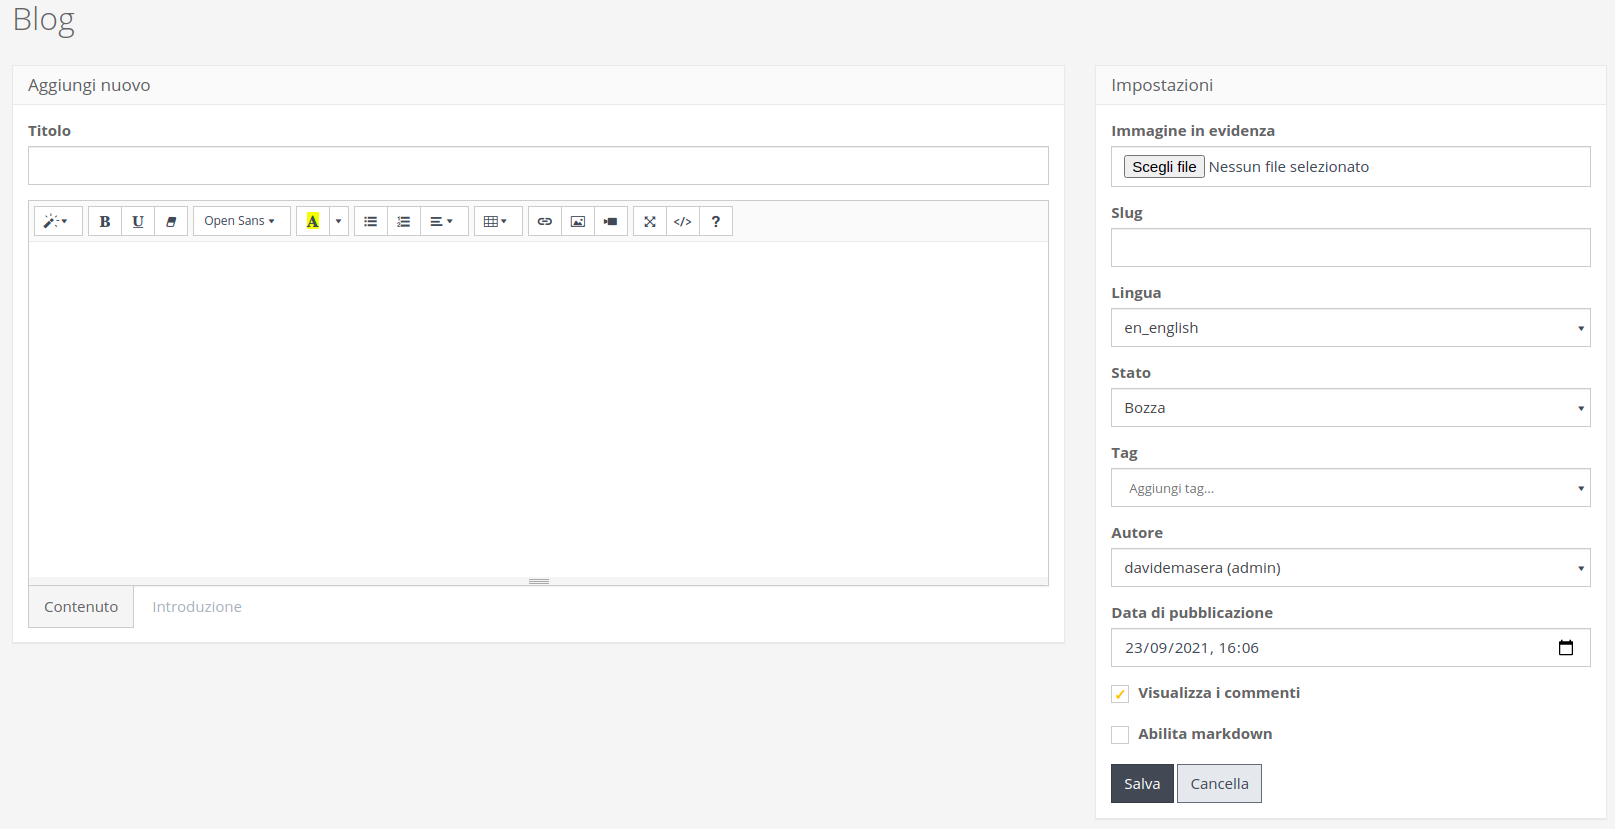 Blog
Aggiungi nuovo
Titolo
B U Open Sans A </> ?
Contenuto Introduzione
Impostazioni
Immagine in evidenza
Scegli file Nessun file selezionato
Slug
Lingua
en_english
Stato
Bozza
Tag
Aggiungi tag...
Autore
davidemasera (admin)
Data di pubblicazione
23/09/2021, 16:06
Visualizza i commenti
Abilita markdown
Salva Cancella